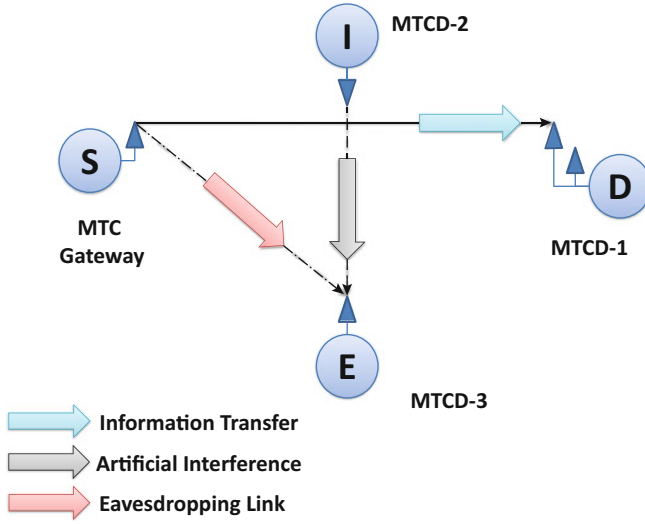 I
MTCD-2
S
MTC
Gateway
D
MTCD-1
E
MTCD-3
Information Transfer
Artificial Interference
Eavesdropping Link